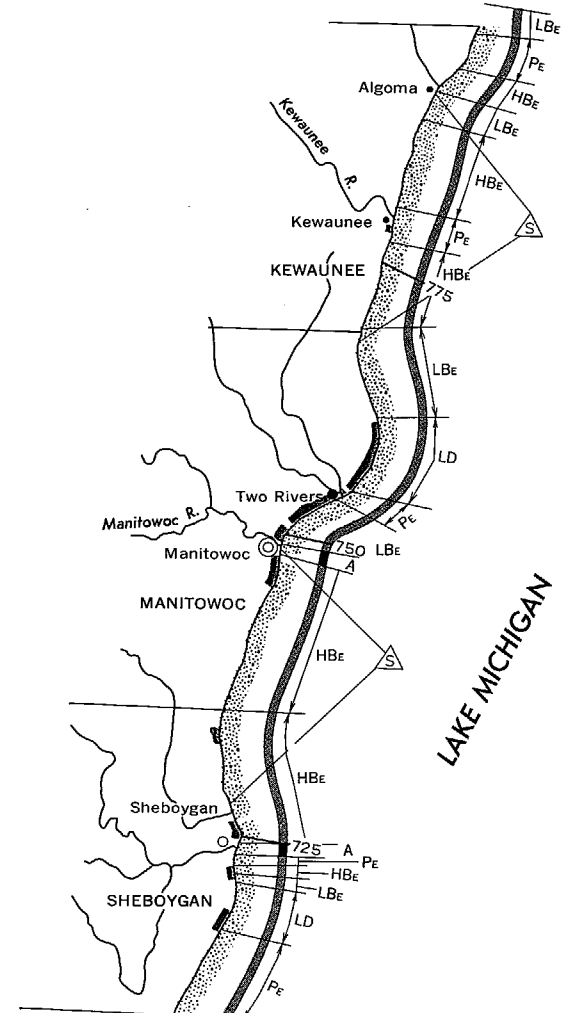 LBE
PE
Algoma
HBE
LBE
Kewaunee
R.
HBE
Kewaunee
S
PE
KEWAUNEE
HBE
775
LBE
LD
Two Rivers
PE
Manitowoc R.
750 LBE
Manitowoc
A
MANITOWOC
HBE
S
LAKE MICHIGAN
HBE
Sheboygan
725 A
PE
HBE
LBE
SHEBOYGAN
LD
PE